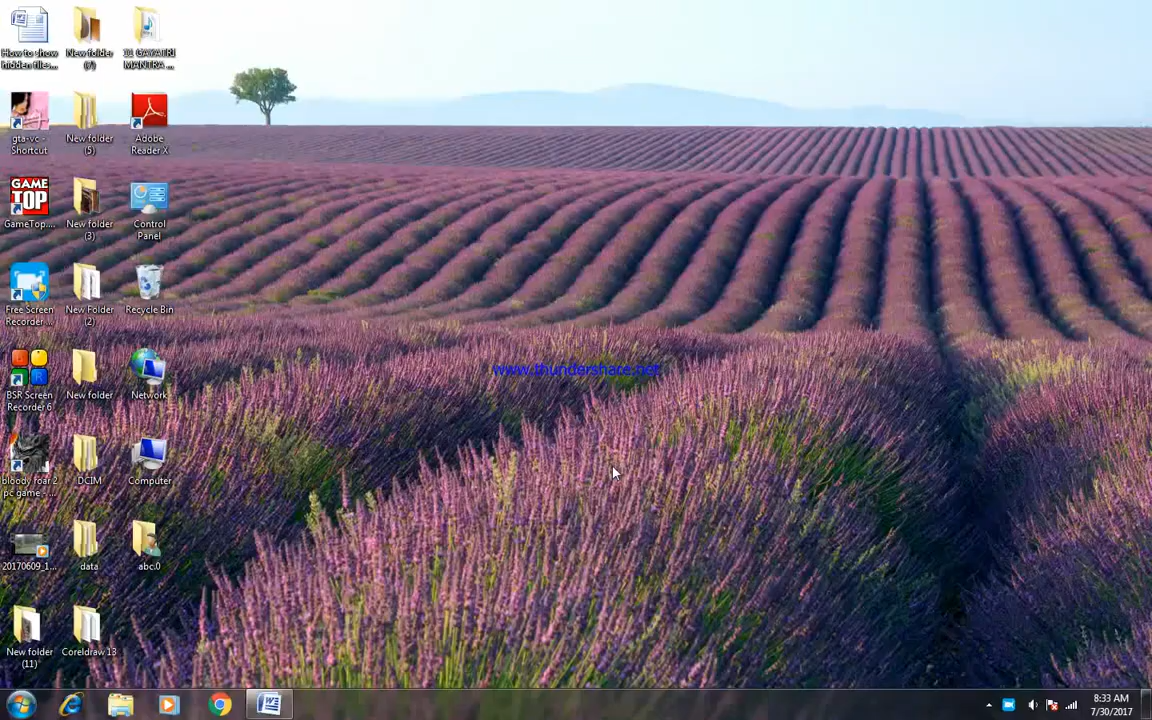 How to show
hidden files...
New folder
(7)
11 GAYATRI
MANTRA ...
gta-vc -
Shortcut
New folder
(5)
Adobe
Reader X
GAME
TOP
GameTop....
New folder
(3)
Control
Panel
Free Screen
Recorder ...
New Folder
(2)
Recycle Bin
BSR Screen
Recorder 6
New folder
Network
bloody roar 2
pc game - ...
DCIM
Computer
20170609_1...
data
abc.0
New folder
(11)
Coreldraw 13
www.thundershare.net
8:33 AM
7/30/2017